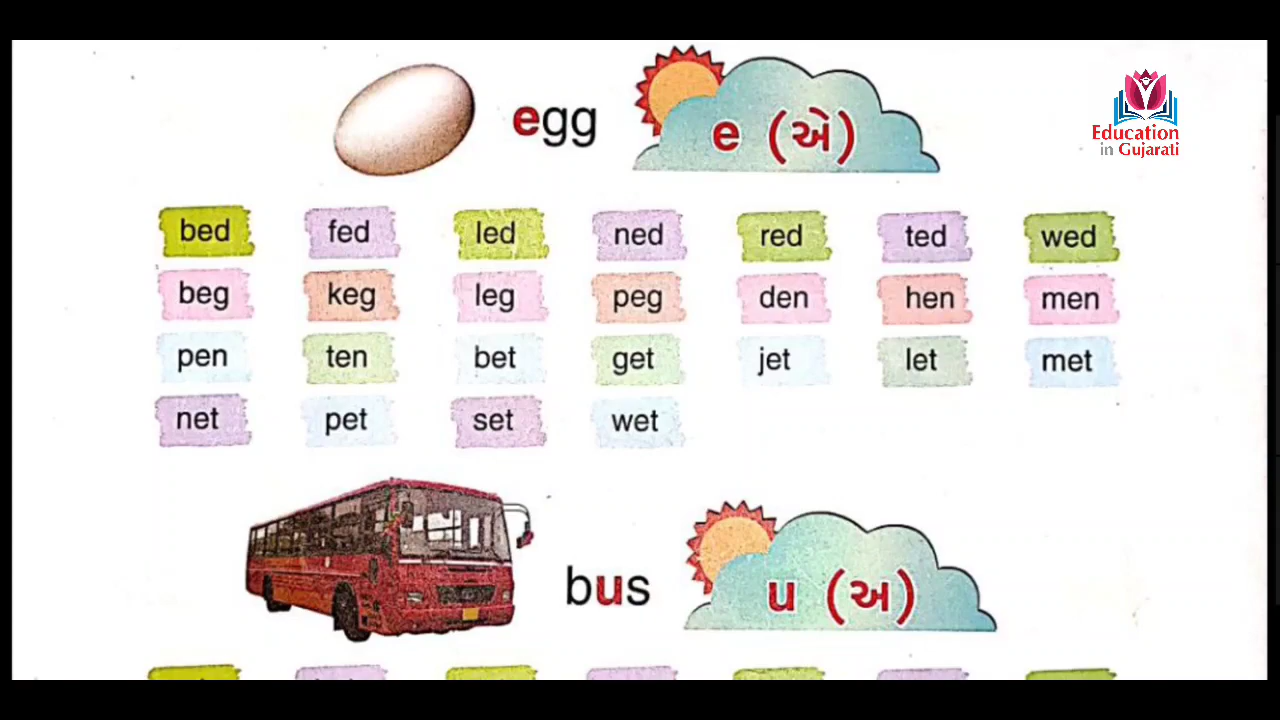 egg
e (એ)
Education
in Gujarati
bed fed led ned red ted wed
beg keg leg peg den hen men
pen ten bet get jet let met
net pet set wet
bus
u (અ)